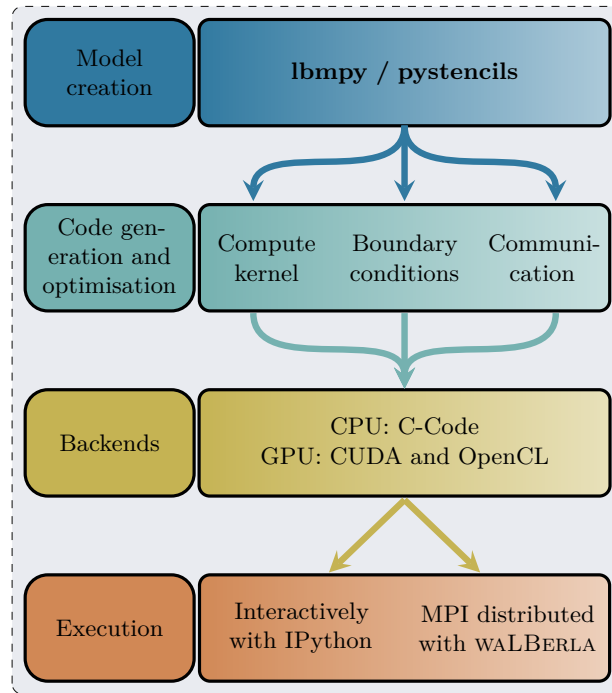 Model
creation
lbmpy / pystencils
Code gen-
eration and
optimisation
Compute
kernel
Boundary
conditions
Communi-
cation
Backends
CPU: C-Code
GPU: CUDA and OpenCL
Execution
Interactively
with IPython
MPI distributed
with WALBERLA